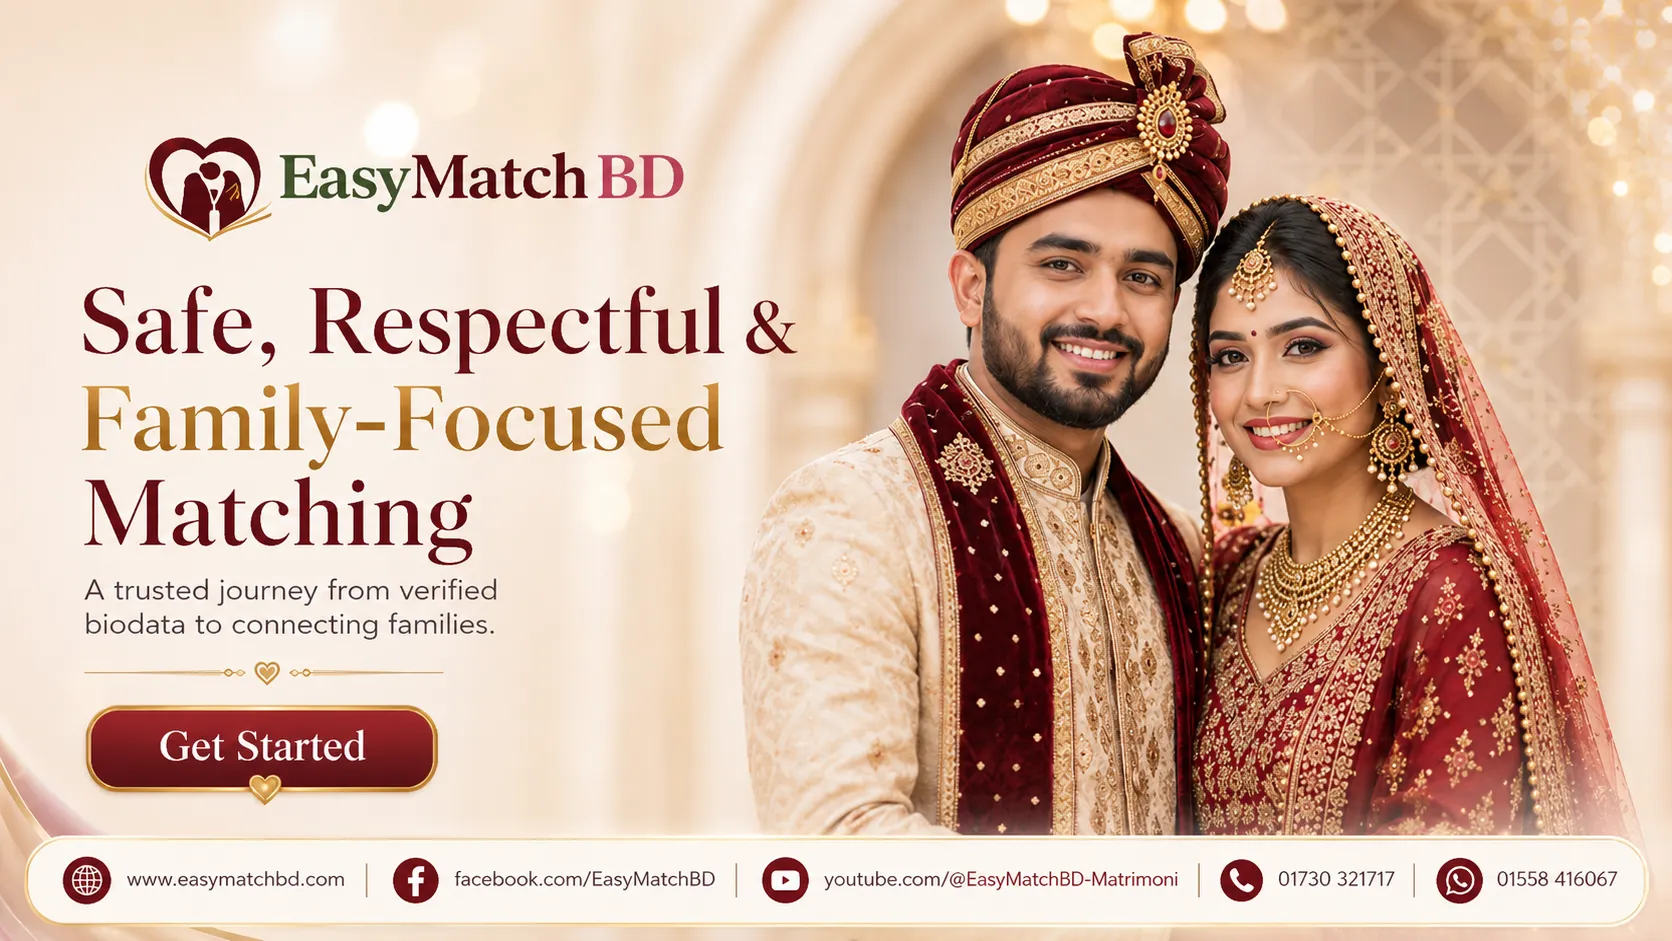 EasyMatch BD
Safe, Respectful &
Family-Focused
Matching
A trusted journey from verified
biodata to connecting families.
Get Started
www.easymatchbd.com
facebook.com/EasyMatchBD
youtube.com/@EasyMatchBD-Matrimoni
01730 321717
01558 416067